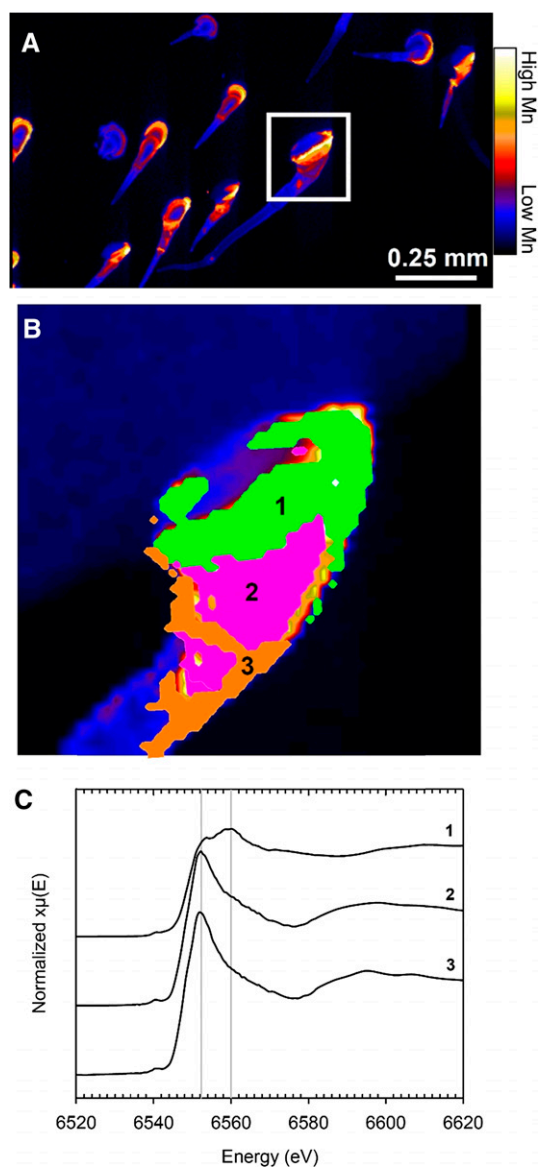 A
High Mn
Low Mn
0.25 mm
B
1
2
3
C
Normalized xμ(E)
1
2
3
6520 6540 6560 6580 6600 6620
Energy (eV)